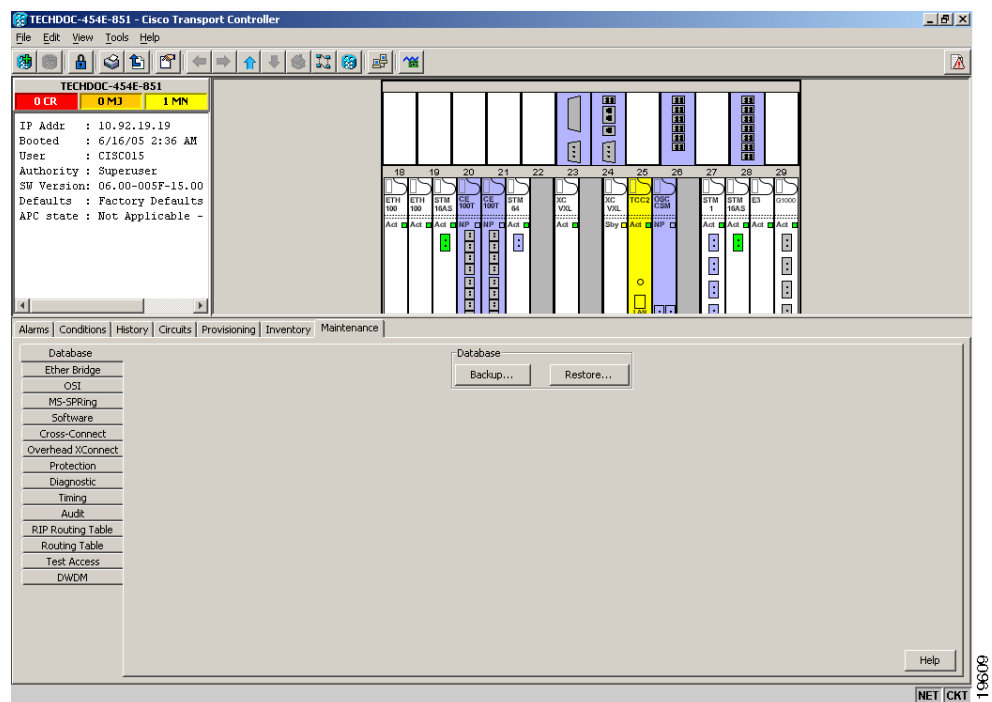 TECHDOC-454E-851 - Cisco Transport Controller
File Edit View Tools Help
TECHDOC-454E-851
0 CR 0 MJ 1 MN
IP Addr : 10.92.19.19
Booted : 6/16/05 2:36 AM
User : CISCO15
Authority : Superuser
SW Version: 06.00-005F-15.00
Defaults : Factory Defaults
APC state : Not Applicable -
18 19 20 21 22 23 24 25 26 27 28 29
ETH 100
ETH 100
STM 16AS
CE 100T
CE 100T
STM 64
XC VXL
XC VXL
TCC2
OSC CSM
STM 1
STM 16AS
E3
G1000
Act Act Act NP NP Act Act Sby Act NP Act Act Act Act
LAN
Alarms Conditions History Circuits Provisioning Inventory Maintenance
Database
Ether Bridge
OSI
MS-SPRing
Software
Cross-Connect
Overhead XConnect
Protection
Diagnostic
Timing
Audit
RIP Routing Table
Routing Table
Test Access
DWDM
Database
Backup... Restore...
Help
NET CKT
19609